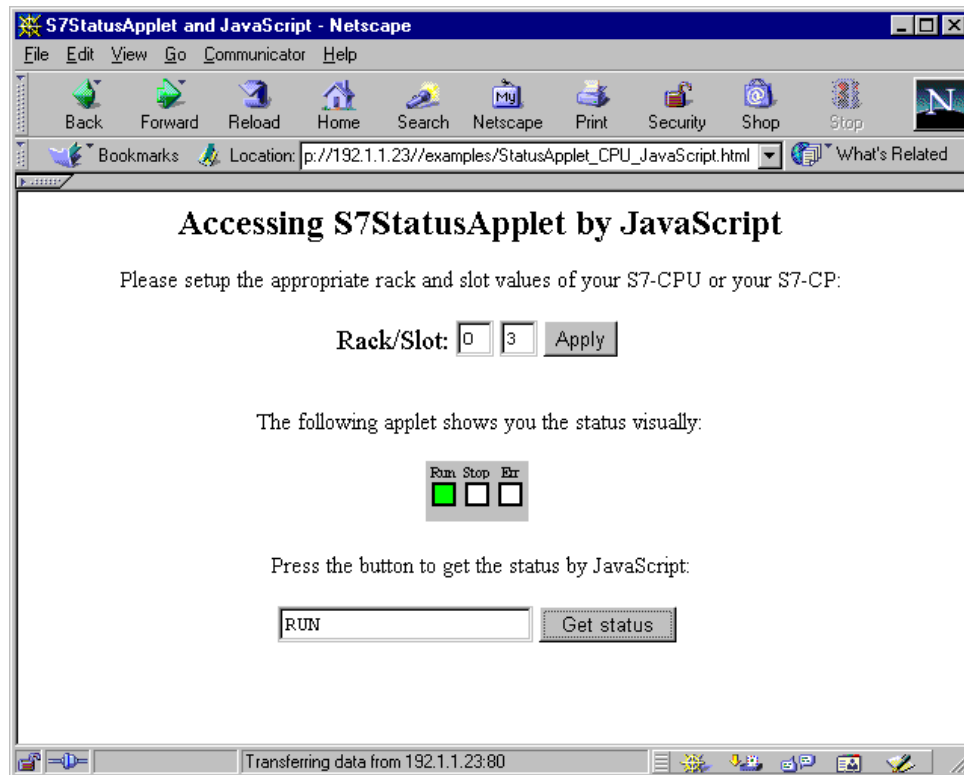 S7StatusApplet and JavaScript - Netscape
File Edit View Go Communicator Help
My
N
Back Forward Reload Home Search Netscape Print Security Shop Stop
Bookmarks Location: p://192.1.1.23//examples/StatusApplet_CPU_JavaScript.html What's Related
Accessing S7StatusApplet by JavaScript
Please setup the appropriate rack and slot values of your S7-CPU or your S7-CP:
Rack/Slot: 0 3 Apply
The following applet shows you the status visually:
Run Stop Err
Press the button to get the status by JavaScript:
RUN Get status
Transferring data from 192.1.1.23:80